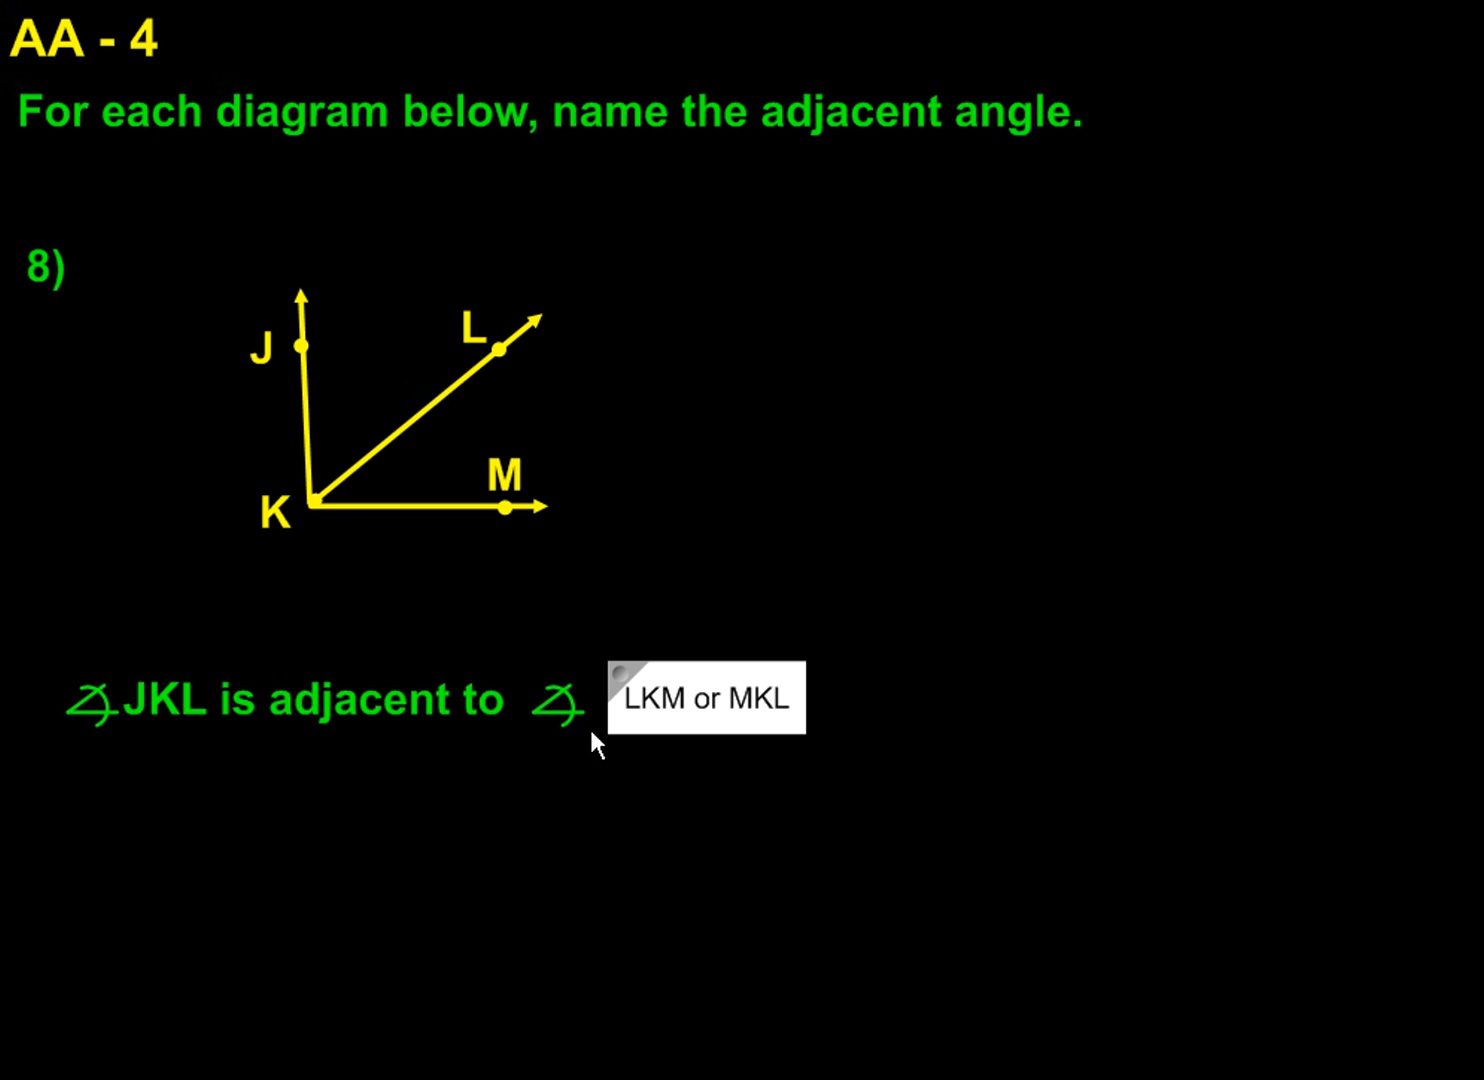 AA - 4
For each diagram below, name the adjacent angle.
8)
J
L
M
K
∡JKL is adjacent to ∡ LKM or MKL